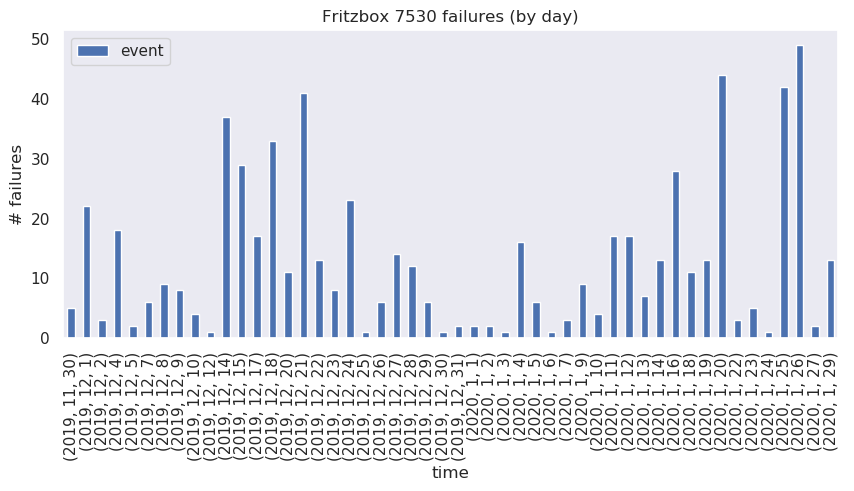 Fritzbox 7530 failures (by day)
event
50
40
30
20
10
0
# failures
(2019, 11, 30)
(2019, 12, 1)
(2019, 12, 2)
(2019, 12, 4)
(2019, 12, 5)
(2019, 12, 7)
(2019, 12, 8)
(2019, 12, 9)
(2019, 12, 10)
(2019, 12, 12)
(2019, 12, 14)
(2019, 12, 15)
(2019, 12, 17)
(2019, 12, 18)
(2019, 12, 20)
(2019, 12, 21)
(2019, 12, 22)
(2019, 12, 23)
(2019, 12, 24)
(2019, 12, 25)
(2019, 12, 26)
(2019, 12, 27)
(2019, 12, 28)
(2019, 12, 29)
(2019, 12, 30)
(2019, 12, 31)
(2020, 1, 1)
(2020, 1, 2)
(2020, 1, 3)
(2020, 1, 4)
(2020, 1, 5)
(2020, 1, 6)
(2020, 1, 7)
(2020, 1, 9)
(2020, 1, 10)
(2020, 1, 11)
(2020, 1, 12)
(2020, 1, 13)
(2020, 1, 14)
(2020, 1, 16)
(2020, 1, 18)
(2020, 1, 19)
(2020, 1, 20)
(2020, 1, 22)
(2020, 1, 23)
(2020, 1, 24)
(2020, 1, 25)
(2020, 1, 26)
(2020, 1, 27)
(2020, 1, 29)
time